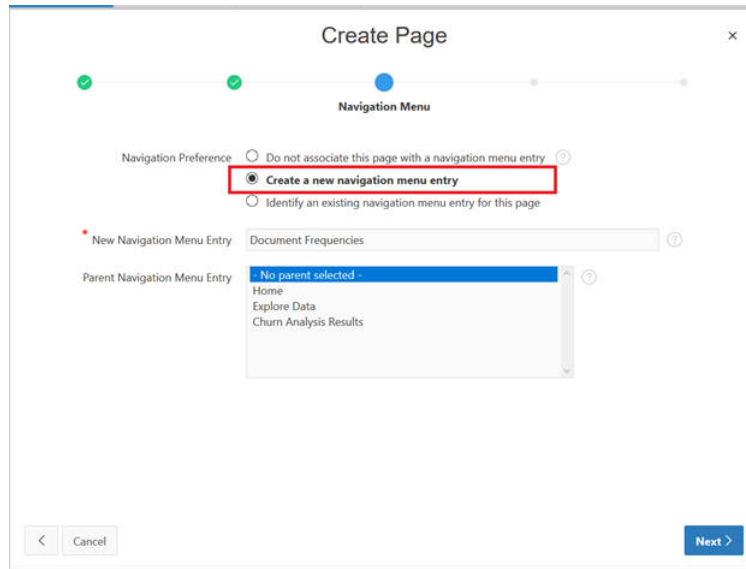 Create Page
Navigation Menu
Navigation Preference
Do not associate this page with a navigation menu entry
Create a new navigation menu entry
Identify an existing navigation menu entry for this page
* New Navigation Menu Entry Document Frequencies
Parent Navigation Menu Entry - No parent selected -
Home
Explore Data
Churn Analysis Results
Cancel
Next >